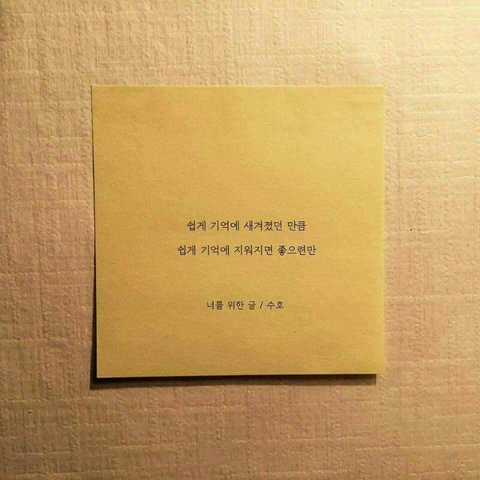 쉽게 기억에 새겨졌던 만큼
쉽게 기억에 지워지면 좋으련만
너를 위한 글 / 수호